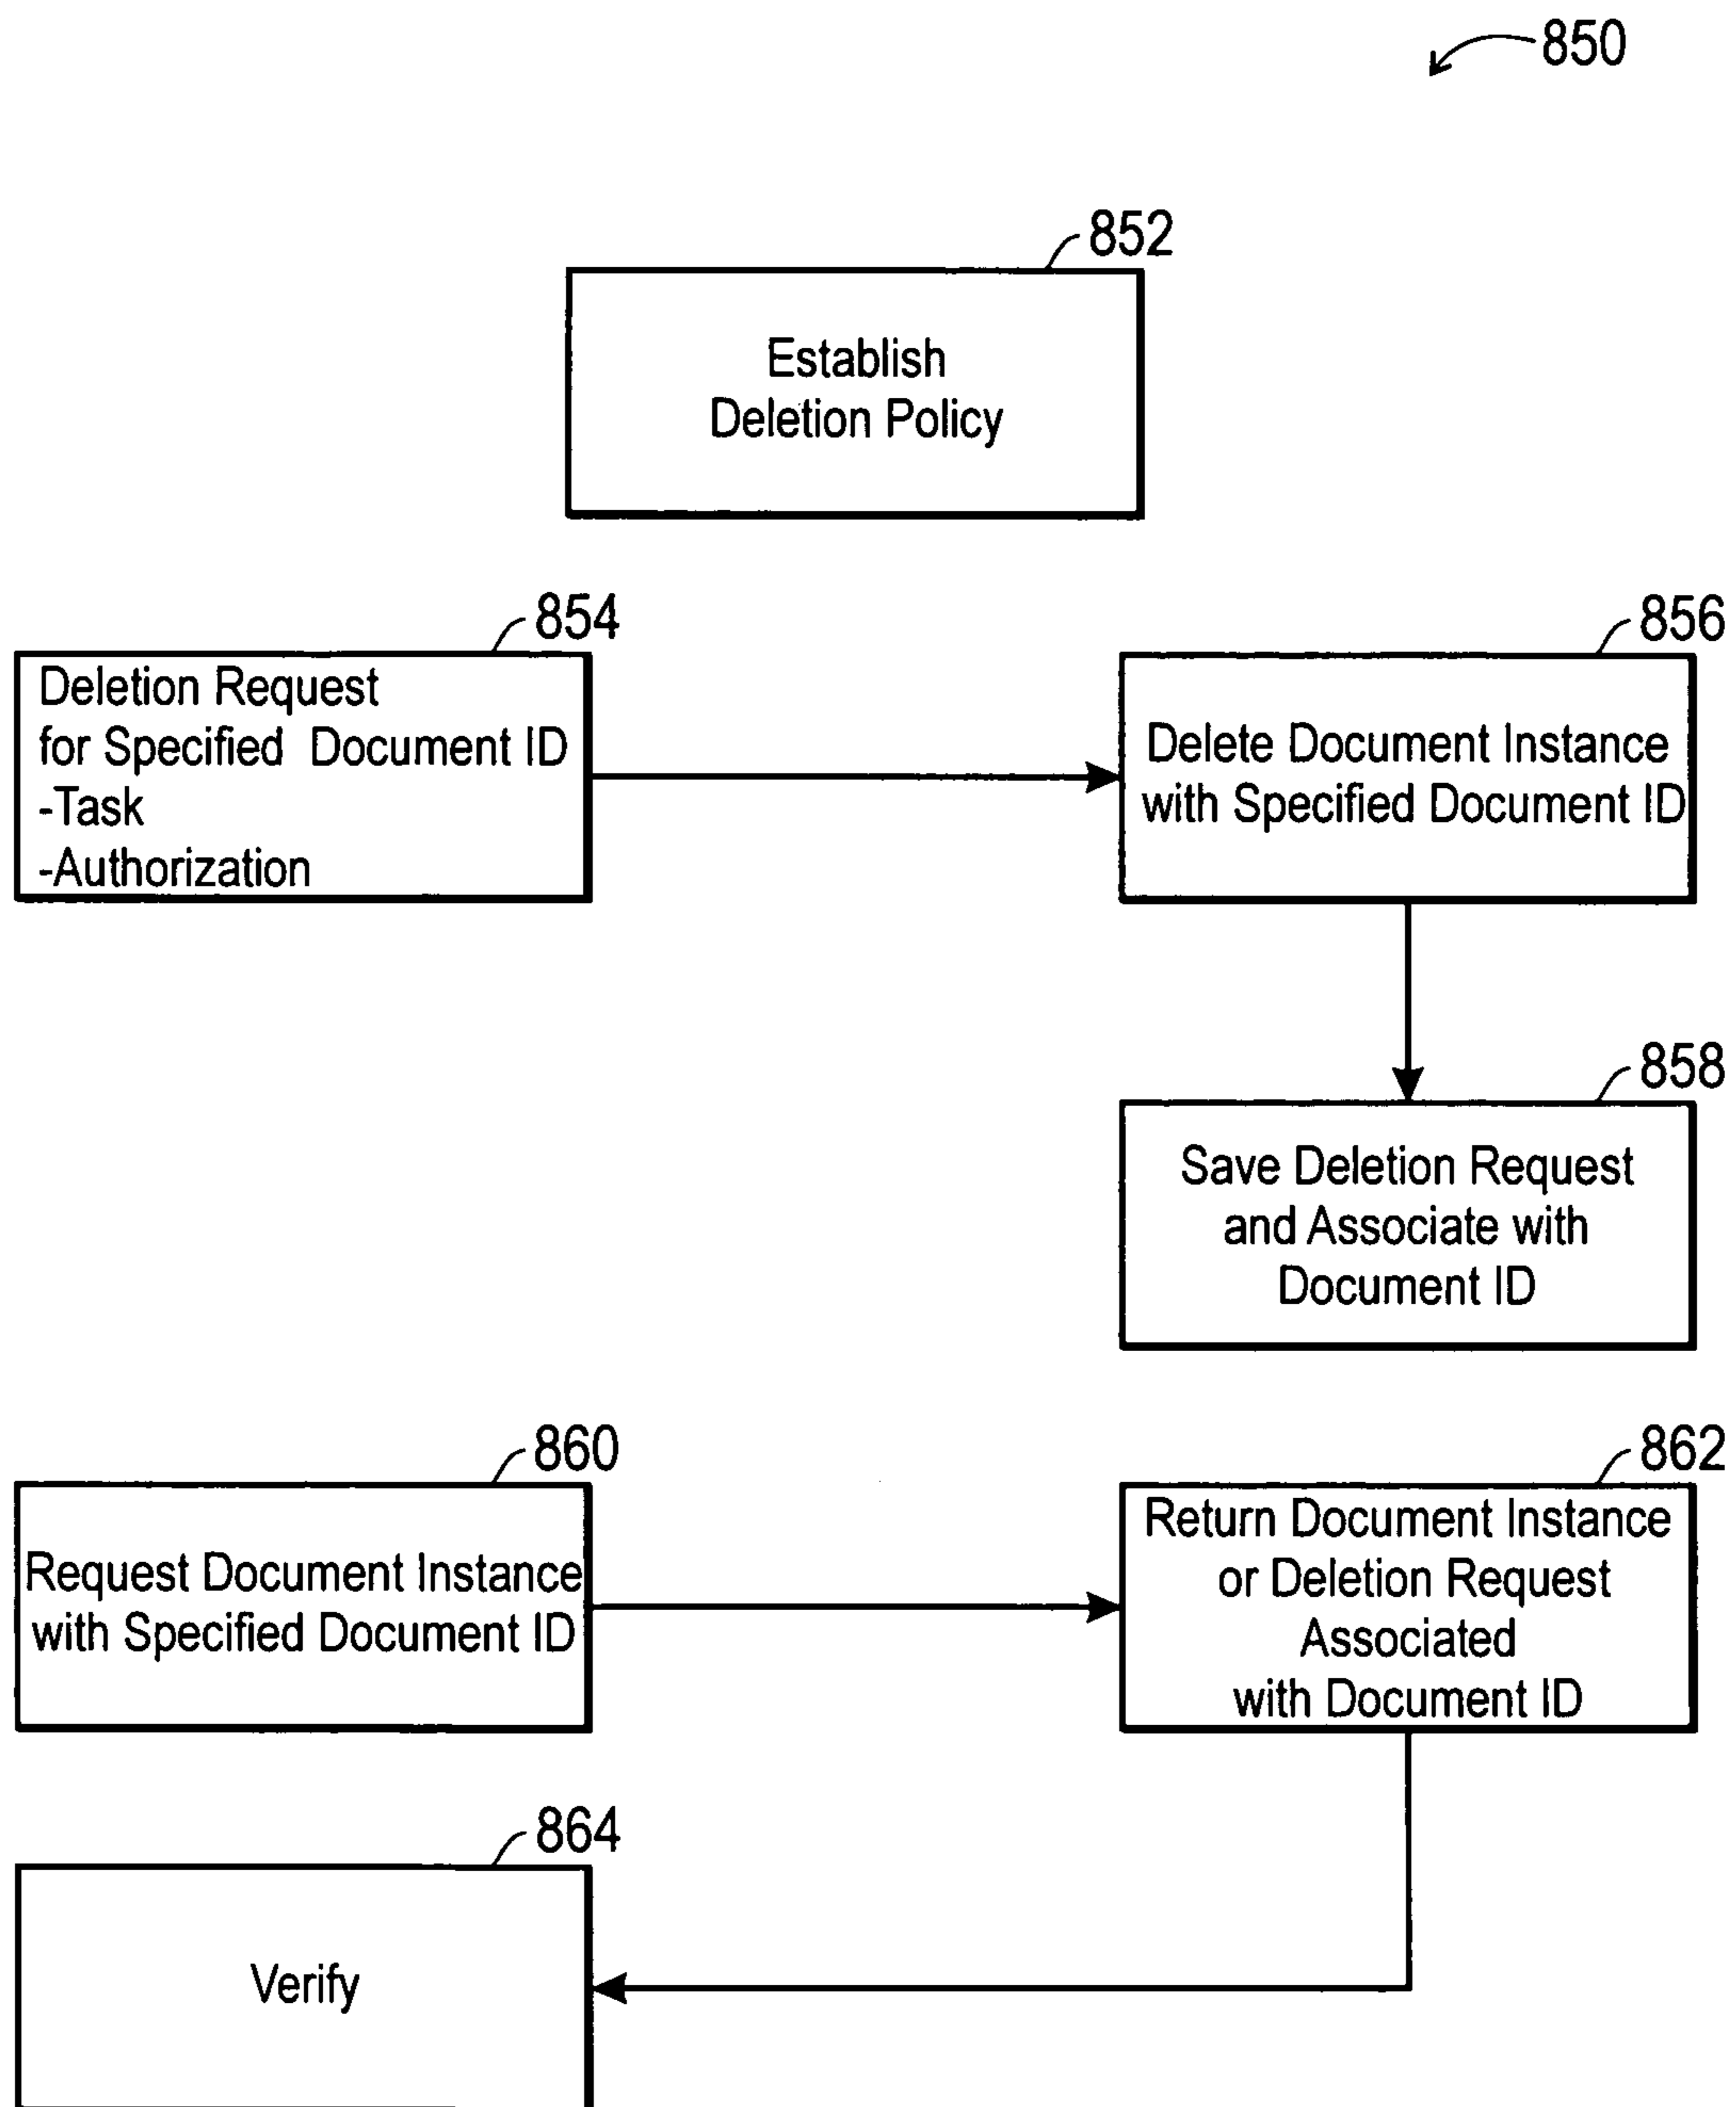 850
852
Establish
Deletion Policy
854
Deletion Request
for Specified Document ID
-Task
-Authorization
856
Delete Document Instance
with Specified Document ID
858
Save Deletion Request
and Associate with
Document ID
860
Request Document Instance
with Specified Document ID
862
Return Document Instance
or Deletion Request
Associated
with Document ID
864
Verify